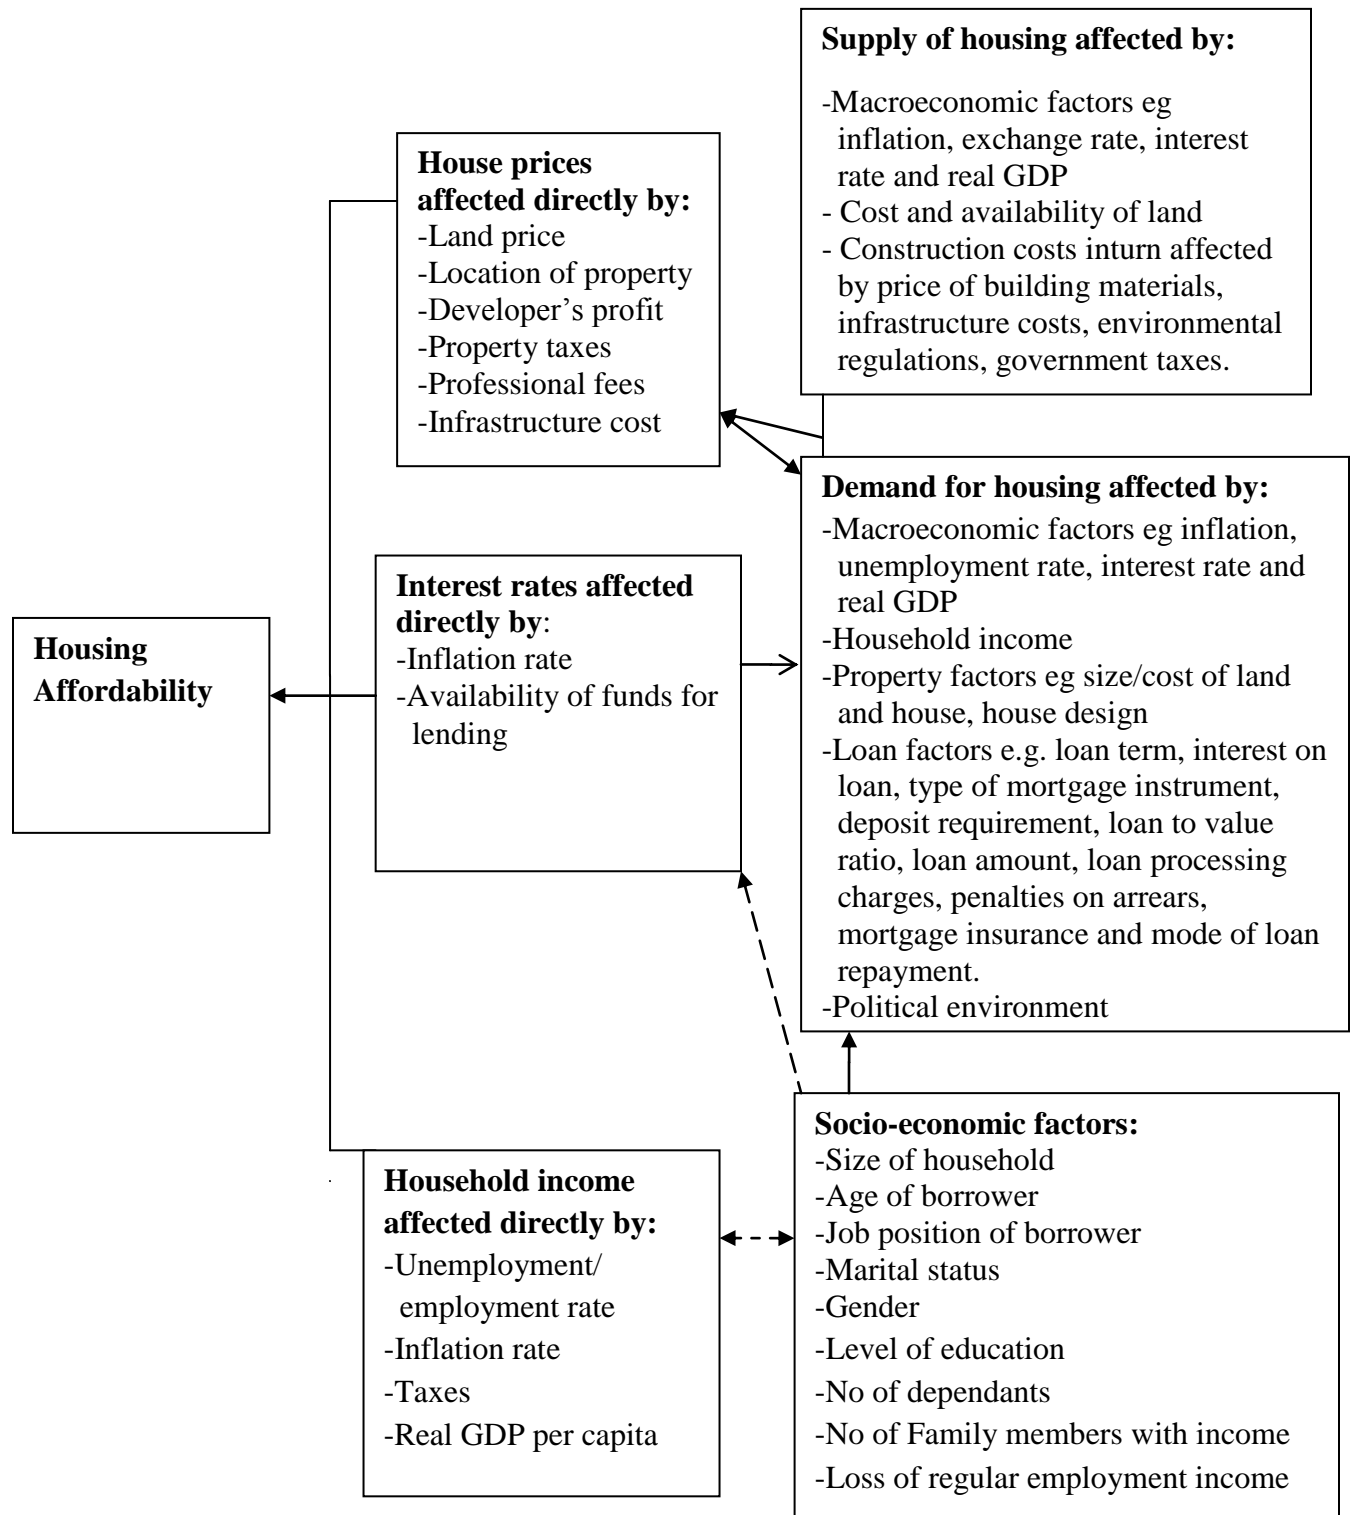 Supply of housing affected by:
-Macroeconomic factors eg
inflation, exchange rate, interest
rate and real GDP
- Cost and availability of land
- Construction costs inturn affected
by price of building materials,
infrastructure costs, environmental
regulations, government taxes.
House prices
affected directly by:
-Land price
-Location of property
-Developer’s profit
-Property taxes
-Professional fees
-Infrastructure cost
Demand for housing affected by:
-Macroeconomic factors eg inflation,
unemployment rate, interest rate and
real GDP
-Household income
-Property factors eg size/cost of land
and house, house design
-Loan factors e.g. loan term, interest on
loan, type of mortgage instrument,
deposit requirement, loan to value
ratio, loan amount, loan processing
charges, penalties on arrears,
mortgage insurance and mode of loan
repayment.
-Political environment
Interest rates affected
directly by:
-Inflation rate
-Availability of funds for
lending
Housing
Affordability
Household income
affected directly by:
-Unemployment/
employment rate
-Inflation rate
-Taxes
-Real GDP per capita
Socio-economic factors:
-Size of household
-Age of borrower
-Job position of borrower
-Marital status
-Gender
-Level of education
-No of dependants
-No of Family members with income
-Loss of regular employment income